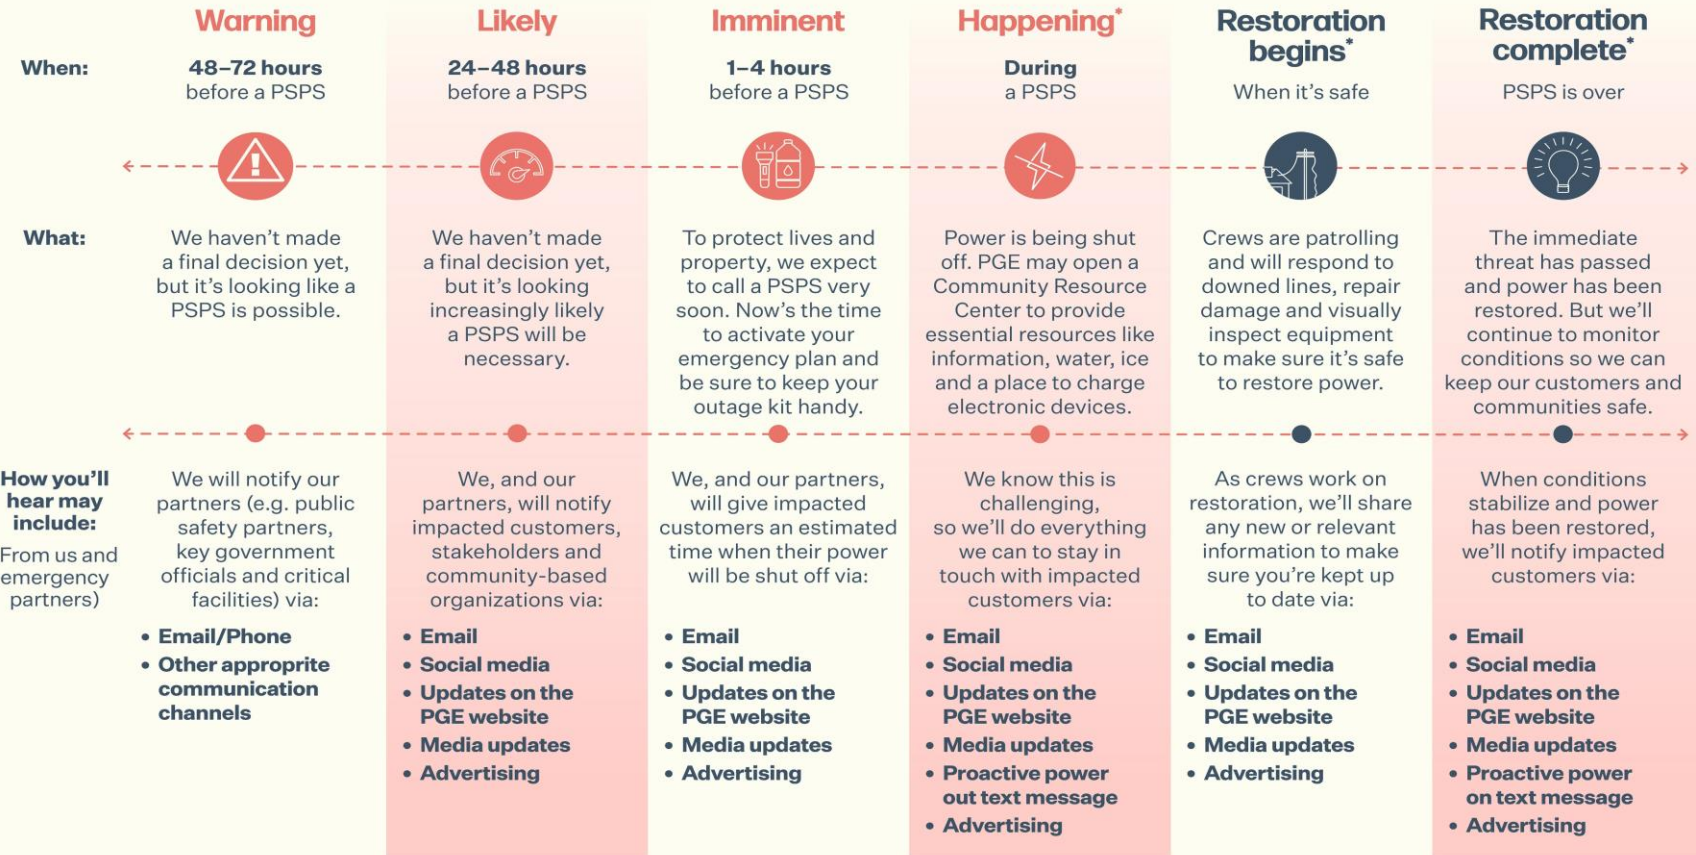 Warning
Likely
Imminent
Happening*
Restoration
begins*
Restoration
complete*
When:
48–72 hours
before a PSPS
24–48 hours
before a PSPS
1–4 hours
before a PSPS
During
a PSPS
When it's safe
PSPS is over
What:
We haven't made
a final decision yet,
but it's looking like a
PSPS is possible.
We haven't made
a final decision yet,
but it's looking
increasingly likely
a PSPS will be
necessary.
To protect lives and
property, we expect
to call a PSPS very
soon. Now's the time
to activate your
emergency plan and
be sure to keep your
outage kit handy.
Power is being shut
off. PGE may open a
Community Resource
Center to provide
essential resources like
information, water, ice
and a place to charge
electronic devices.
Crews are patrolling
and will respond to
downed lines, repair
damage and visually
inspect equipment
to make sure it's safe
to restore power.
The immediate
threat has passed
and power has been
restored. But we'll
continue to monitor
conditions so we can
keep our customers and
communities safe.
How you'll
hear may
include:
From us and
emergency
partners)
We will notify our
partners (e.g. public
safety partners,
key government
officials and critical
facilities) via:
• Email/Phone
• Other approprite
communication
channels
We, and our
partners, will notify
impacted customers,
stakeholders and
community-based
organizations via:
• Email
• Social media
• Updates on the
PGE website
• Media updates
• Advertising
We, and our partners,
will give impacted
customers an estimated
time when their power
will be shut off via:
• Email
• Social media
• Updates on the
PGE website
• Media updates
• Advertising
We know this is
challenging,
so we'll do everything
we can to stay in
touch with impacted
customers via:
• Email
• Social media
• Updates on the
PGE website
• Media updates
• Proactive power
out text message
• Advertising
As crews work on
restoration, we'll share
any new or relevant
information to make
sure you're kept up
to date via:
• Email
• Social media
• Updates on the
PGE website
• Media updates
• Advertising
When conditions
stabilize and power
has been restored,
we'll notify impacted
customers via:
• Email
• Social media
• Updates on the
PGE website
• Media updates
• Proactive power
on text message
• Advertising